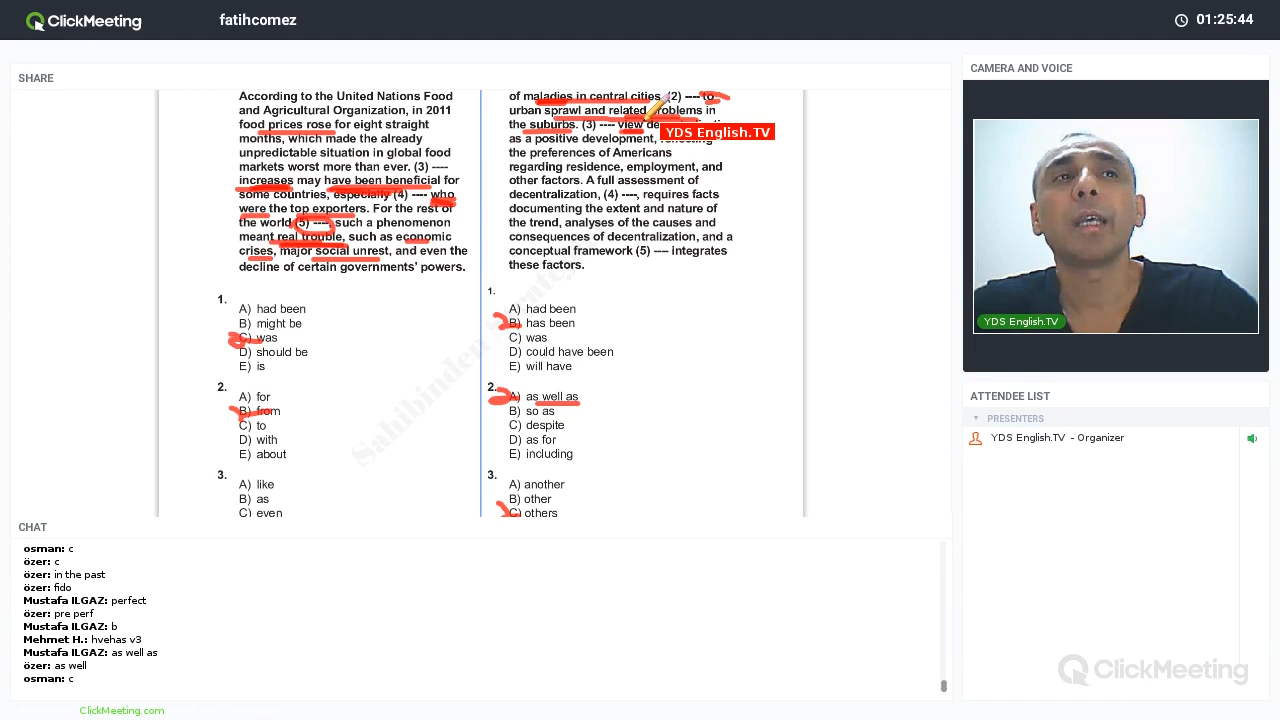 ClickMeeting
fatihcomez
01:25:44
SHARE
According to the United Nations Food
and Agricultural Organization, in 2011
food prices rose for eight straight
months, which made the already
unpredictable situation in global food
markets worst more than ever. (3) ----
increases may have been beneficial for
some countries, especially (4) ---- who
were the top exporters. For the rest of
the world (5) ----, such a phenomenon
meant real trouble, such as economic
crises, major social unrest, and even the
decline of certain governments' powers.
1.
A) had been
B) might be
C) was
D) should be
E) is
2.
A) for
B) from
C) to
D) with
E) about
3.
A) like
B) as
C) even
of maladies in central cities (2) ---- to
urban sprawl and related problems in
the suburbs. (3) ---- view
as a positive development, reflecting
the preferences of Americans
regarding residence, employment, and
other factors. A full assessment of
decentralization, (4) ----, requires facts
documenting the extent and nature of
the trend, analyses of the causes and
consequences of decentralization, and a
conceptual framework (5) ---- integrates
these factors.
1.
A) had been
B) has been
C) was
D) could have been
E) will have
2.
A) as well as
B) so as
C) despite
D) as for
E) including
3.
A) another
B) other
C) others
YDS English.TV
CAMERA AND VOICE
YDS English.TV
ATTENDEE LIST
PRESENTERS
YDS English.TV - Organizer
CHAT
osman: c
özer: c
özer: in the past
özer: fido
Mustafa ILGAZ: perfect
özer: pre perf
Mustafa ILGAZ: b
Mehmet H.: hvehas v3
Mustafa ILGAZ: as well as
özer: as well
osman: c
ClickMeeting
ClickMeeting.com